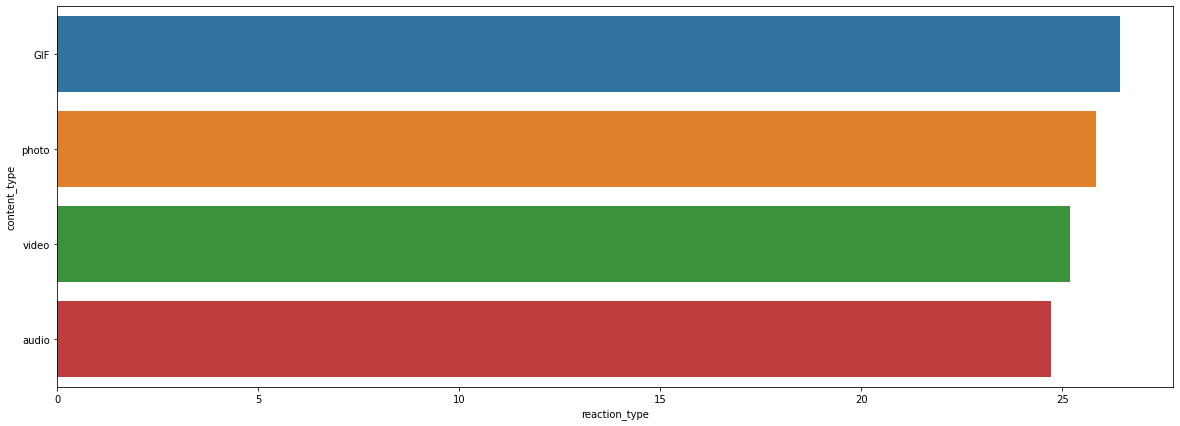 GIF
photo
video
audio
content_type
0 5 10 15 20 25
reaction_type